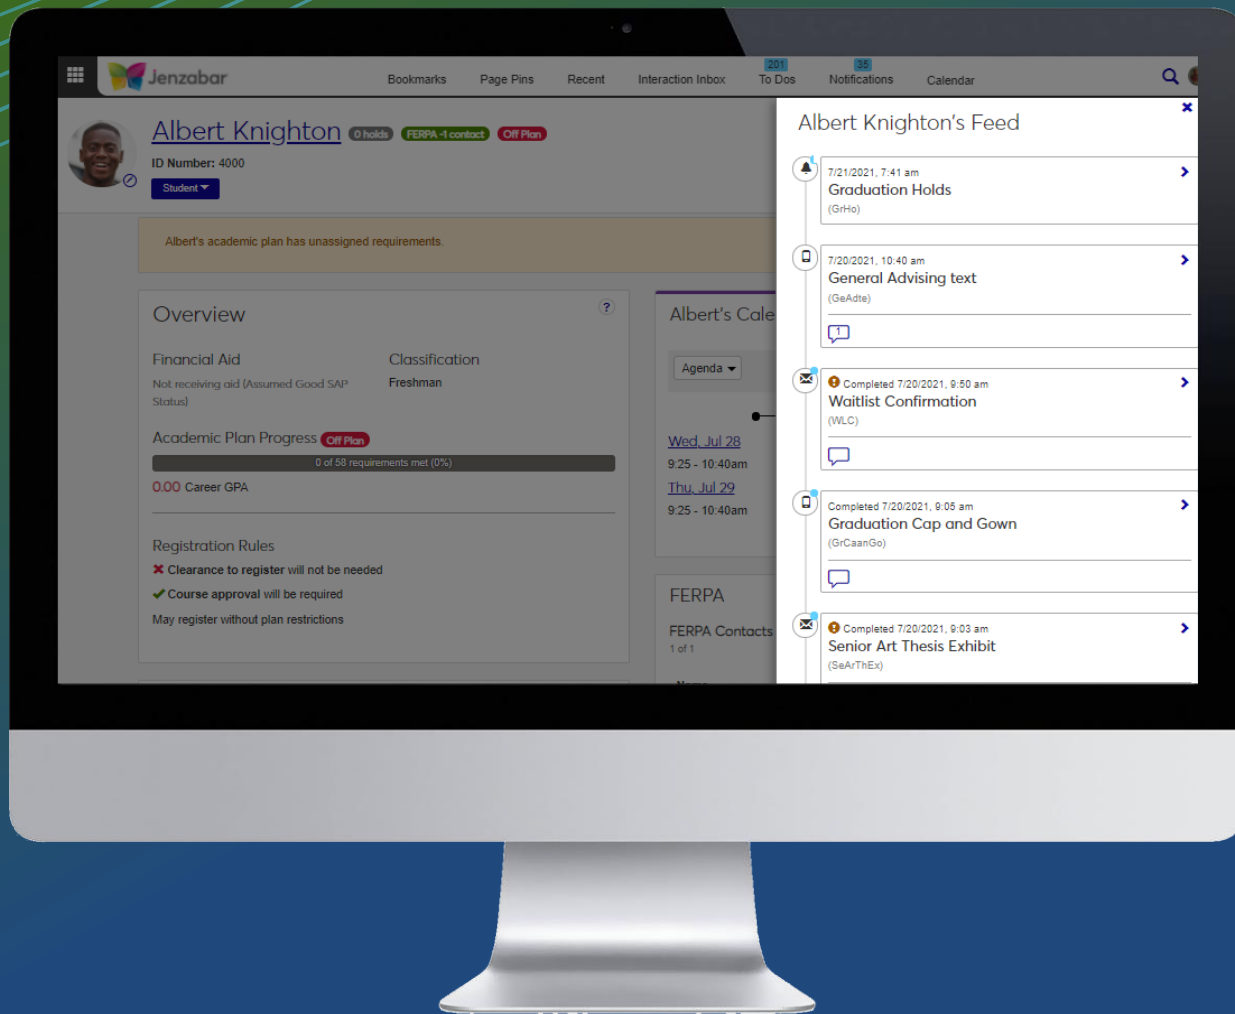 Jenzabar
Bookmarks
Page Pins
Recent
Interaction Inbox
201
To Dos
35
Notifications
Calendar
Albert Knighton
0 holds
FERPA -1 contact
Off Plan
ID Number: 4000
Student
Albert's academic plan has unassigned requirements.
Overview
?
Financial Aid
Not receiving aid (Assumed Good SAP
Status)
Classification
Freshman
Academic Plan Progress Off Plan
0 of 58 requirements met (0%)
0.00 Career GPA
Registration Rules
Clearance to register will not be needed
Course approval will be required
May register without plan restrictions
Albert's Cale
Agenda
Wed, Jul 28
9:25 - 10:40am
Thu, Jul 29
9:25 - 10:40am
FERPA
FERPA Contacts
1 of 1
Albert Knighton's Feed
7/21/2021, 7:41 am
Graduation Holds
(GrHo)
7/20/2021, 10:40 am
General Advising text
(GeAdte)
1
Completed 7/20/2021, 9:50 am
Waitlist Confirmation
(WLC)
Completed 7/20/2021, 9:05 am
Graduation Cap and Gown
(GrCaanGo)
Completed 7/20/2021, 9:03 am
Senior Art Thesis Exhibit
(SeArThEx)